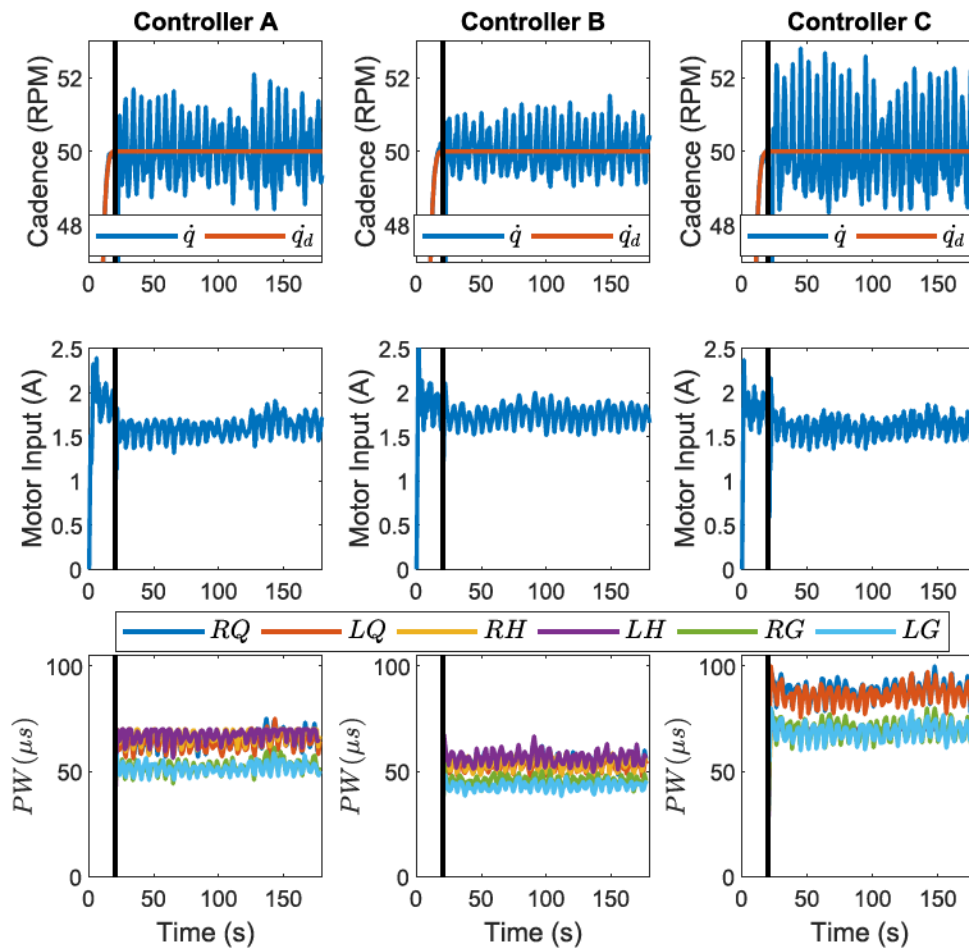 Controller A Controller B Controller C
Cadence (RPM) 52 50 48 q̇ q̇_d 0 50 100 150
Cadence (RPM) 52 50 48 q̇ q̇_d 0 50 100 150
Cadence (RPM) 52 50 48 q̇ q̇_d 0 50 100 150
Motor Input (A) 2.5 2 1.5 1 0.5 0 0 50 100 150
Motor Input (A) 2.5 2 1.5 1 0.5 0 0 50 100 150
Motor Input (A) 2.5 2 1.5 1 0.5 0 0 50 100 150
RQ LQ RH LH RG LG
PW (μs) 100 50 0 0 50 100 150
PW (μs) 100 50 0 0 50 100 150
PW (μs) 100 50 0 0 50 100 150
Time (s) Time (s) Time (s)